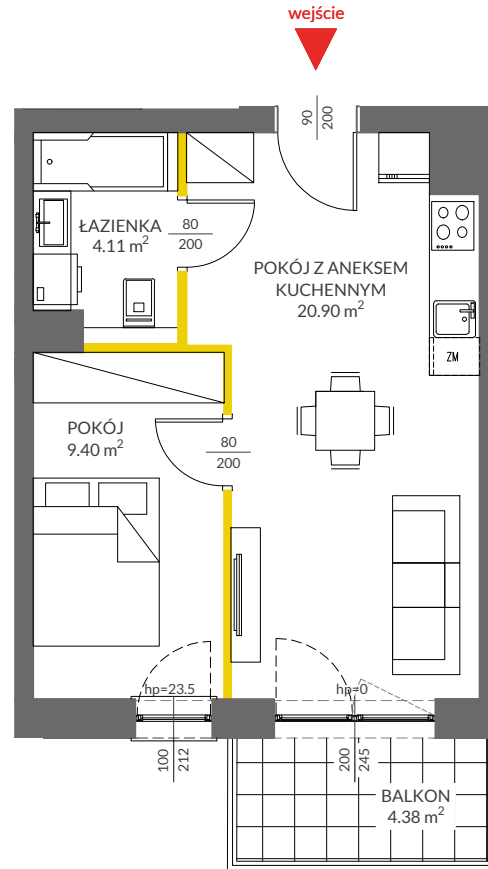 wejście
90
200
ŁAZIENKA
4.11 m²
80
200
POKÓJ Z ANEKSEM
KUCHENNYM
20.90 m²
ZM
POKÓJ
9.40 m²
80
200
hp=23.5
hp=0
100
212
200
245
BALKON
4.38 m²